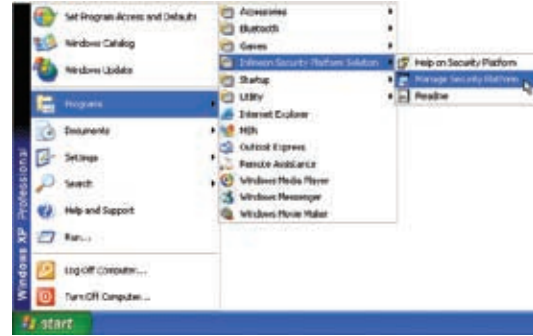 Set Program Access and Defaults
Windows Catalog
Windows Update
Programs
Documents
Settings
Search
Help and Support
Run...
Log Off Computer...
Turn Off Computer...
Windows XP Professional
start
Accessories
Bluetooth
Games
Infineon Security Platform Solution
Startup
Utility
Internet Explorer
MSN
Outlook Express
Remote Assistance
Windows Media Player
Windows Messenger
Windows Movie Maker
Help on Security Platform
Manage Security Platform
Readme